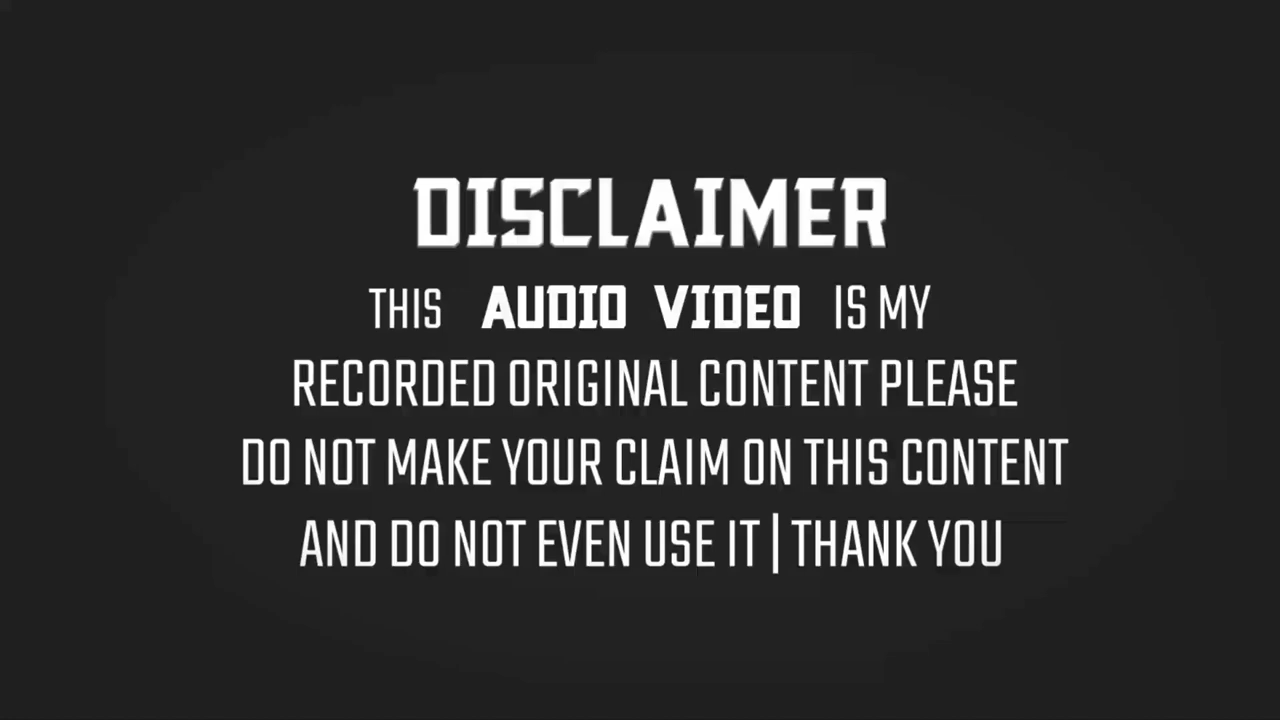 DISCLAIMER
THIS AUDIO VIDEO IS MY
RECORDED ORIGINAL CONTENT PLEASE
DO NOT MAKE YOUR CLAIM ON THIS CONTENT
AND DO NOT EVEN USE IT | THANK YOU